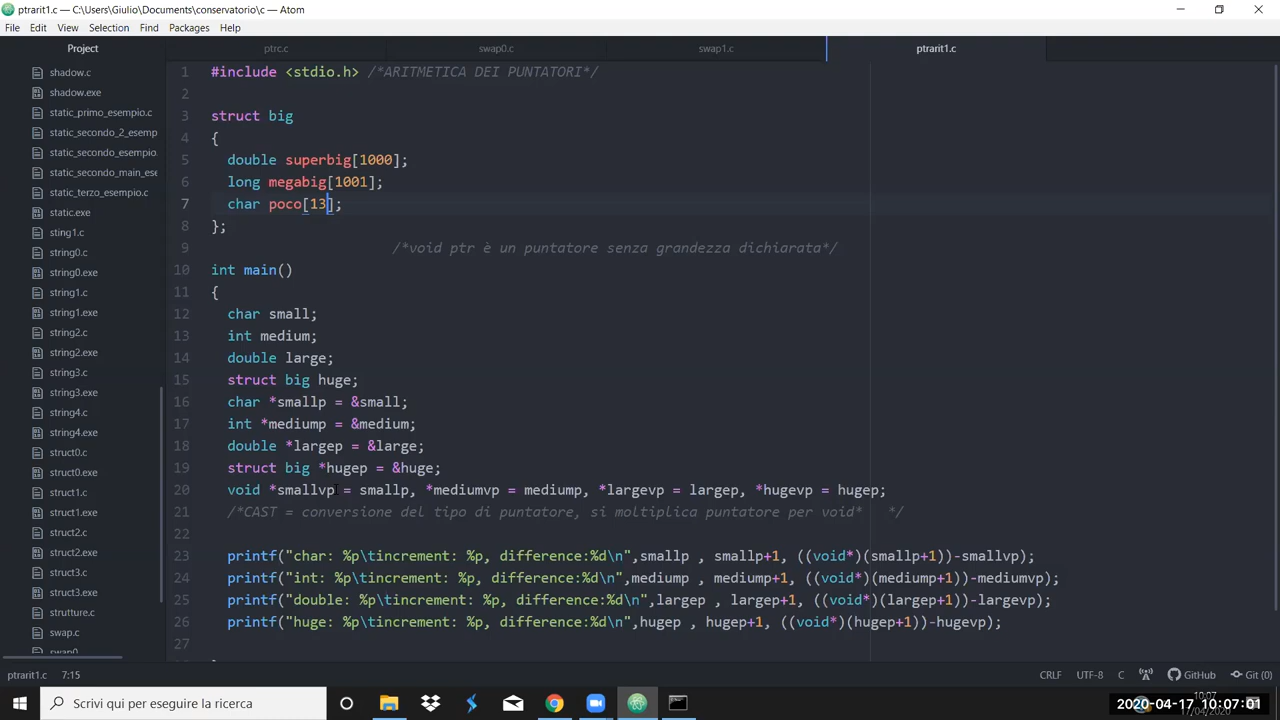 ptrarit1.c — C:\Users\Giulio\Documents\conservatorio\c — Atom
File Edit View Selection Find Packages Help
Project ptrc.c swap0.c swap1.c ptrarit1.c
shadow.c
shadow.exe
static_primo_esempio.c
static_secondo_2_esemp
static_secondo_esempio
static_secondo_main_ese
static_terzo_esempio.c
static.exe
sting1.c
string0.c
string0.exe
string1.c
string1.exe
string2.c
string2.exe
string3.c
string3.exe
string4.c
string4.exe
struct0.c
struct0.exe
struct1.c
struct1.exe
struct2.c
struct2.exe
struct3.c
struct3.exe
strutture.c
swap.c
swap0
1 #include <stdio.h> /*ARITMETICA DEI PUNTATORI*/
2
3 struct big
4 {
5 double superbig[1000];
6 long megabig[1001];
7 char poco[13];
8 };
9 /*void ptr è un puntatore senza grandezza dichiarata*/
10 int main()
11 {
12 char small;
13 int medium;
14 double large;
15 struct big huge;
16 char *smallp = &small;
17 int *mediump = &medium;
18 double *largep = &large;
19 struct big *hugep = &huge;
20 void *smallvp = smallp, *mediumvp = mediump, *largevp = largep, *hugevp = hugep;
21 /*CAST = conversione del tipo di puntatore, si moltiplica puntatore per void* */
22
23 printf("char: %p\tincrement: %p, difference:%d\n",smallp , smallp+1, ((void*)(smallp+1))-smallvp);
24 printf("int: %p\tincrement: %p, difference:%d\n",mediump , mediump+1, ((void*)(mediump+1))-mediumvp);
25 printf("double: %p\tincrement: %p, difference:%d\n",largep , largep+1, ((void*)(largep+1))-largevp);
26 printf("huge: %p\tincrement: %p, difference:%d\n",hugep , hugep+1, ((void*)(hugep+1))-hugevp);
27
ptrarit1.c 7:15 CRLF UTF-8 C GitHub Git (0)
Scrivi qui per eseguire la ricerca
10:07
17/04/2020
2020-04-17 10:07:01